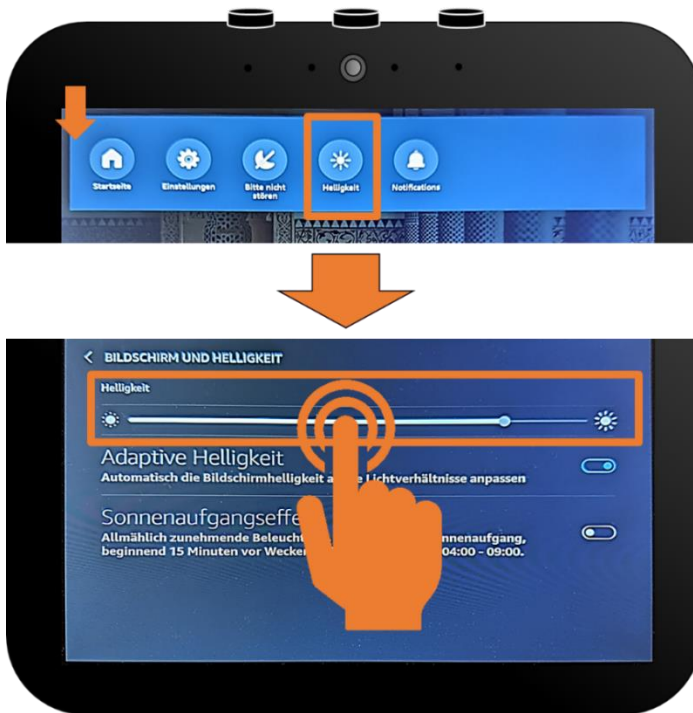 Startseite
Einstellungen
Bitte nicht
stören
Helligkeit
Notifications
BILDSCHIRM UND HELLIGKEIT
Helligkeit
Adaptive Helligkeit
Automatisch die Bildschirmhelligkeit a Lichtverhältnisse anpassen
Sonnenaufgangseffe
Allmählich zunehmende Beleucht nnenaufgang,
beginnend 15 Minuten vor Wecker 04:00 - 09:00.